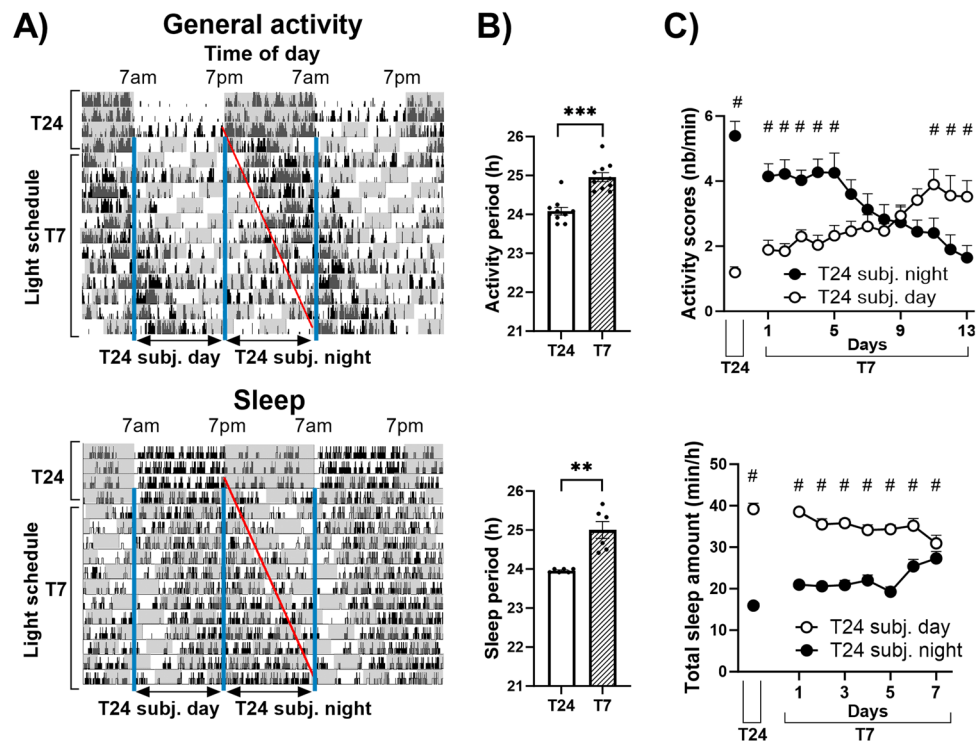 A)
General activity
Time of day
7am 7pm 7am 7pm
T24
T7
Light schedule
T24 subj. day T24 subj. night
Sleep
7am 7pm 7am 7pm
T24
T7
Light schedule
T24 subj. day T24 subj. night
B)
***
26
25
24
23
22
21
Activity period (h)
T24 T7
**
26
25
24
23
22
21
Sleep period (h)
T24 T7
C)
#
# # # # # # # #
6
4
2
0
Activity scores (nb/min)
T24 subj. night
T24 subj. day
1 5 9 13
Days
T24 T7
50
40
30
20
10
0
Total sleep amount (min/h)
# # # # # # # #
T24 subj. day
T24 subj. night
1 3 5 7
Days
T24 T7